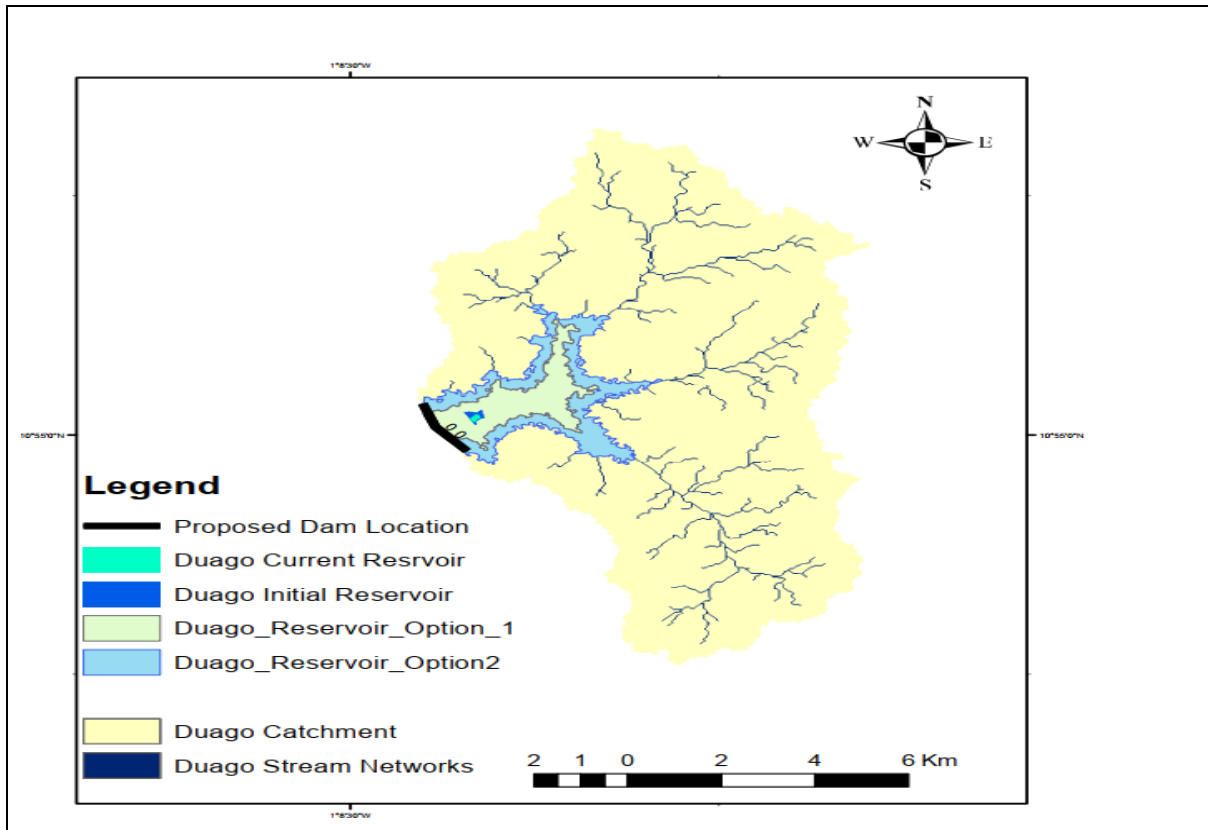 1°8'30"W
N
W E
S
10°55'0"N 10°55'0"N
Legend
Proposed Dam Location
Duago Current Resrvoir
Duago Initial Reservoir
Duago_Reservoir_Option_1
Duago_Reservoir_Option2
Duago Catchment
Duago Stream Networks
2 1 0 2 4 6 Km
1°8'30"W